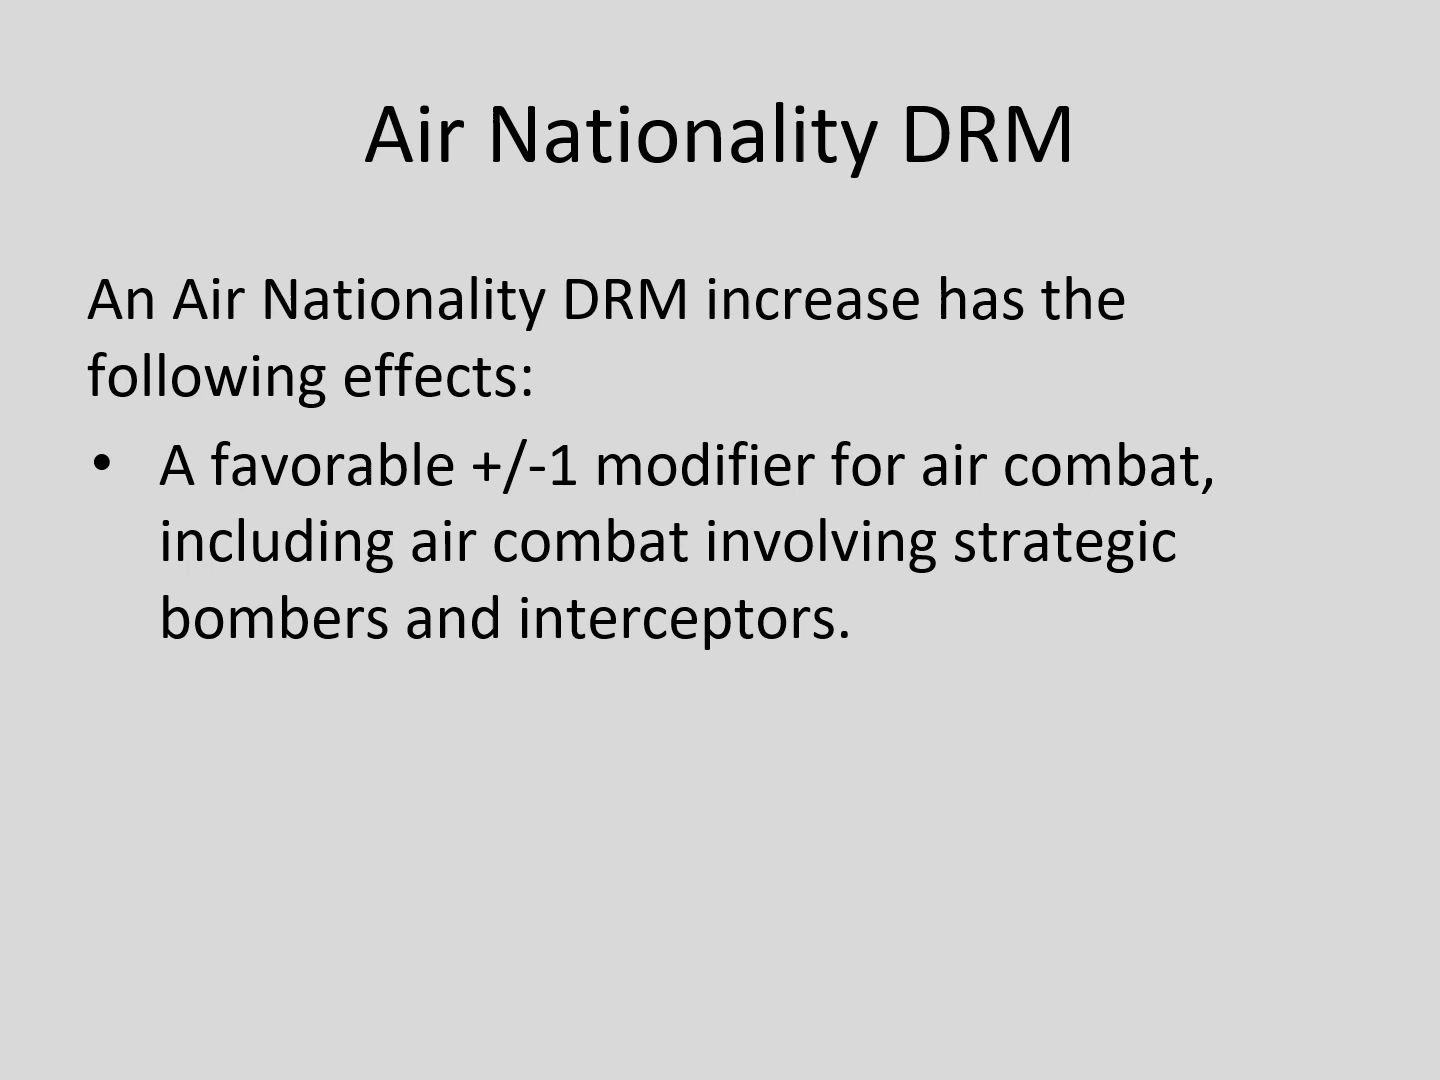 Air Nationality DRM
An Air Nationality DRM increase has the
following effects:
• A favorable +/-1 modifier for air combat,
including air combat involving strategic
bombers and interceptors.